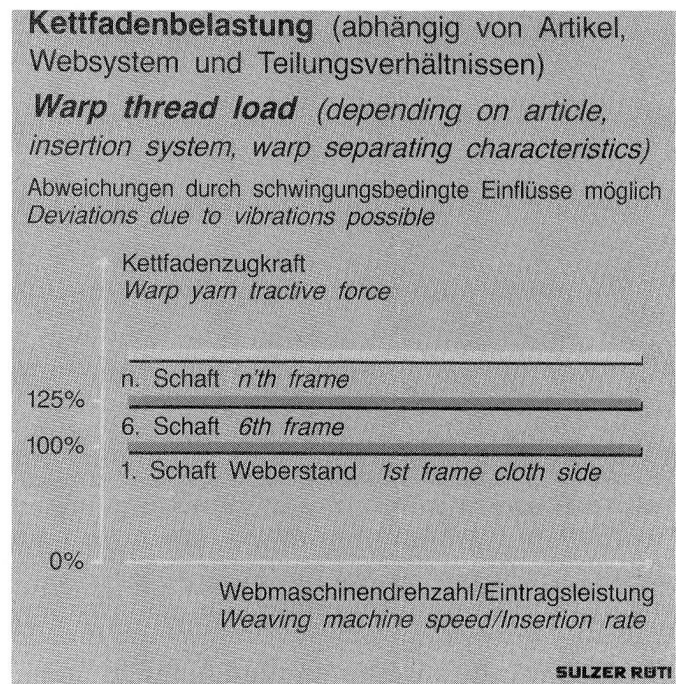 Kettfadenbelastung (abhängig von Artikel,
Websystem und Teilungsverhältnissen)
Warp thread load (depending on article,
insertion system, warp separating characteristics)
Abweichungen durch schwingungsbedingte Einflüsse möglich
Deviations due to vibrations possible
Kettfadenzugkraft
Warp yarn tractive force
n. Schaft n'th frame
125%
6. Schaft 6th frame
100%
1. Schaft Weberstand 1st frame cloth side
0%
Webmaschinendrehzahl/Eintragsleistung
Weaving machine speed/Insertion rate
SULZER RÜTI